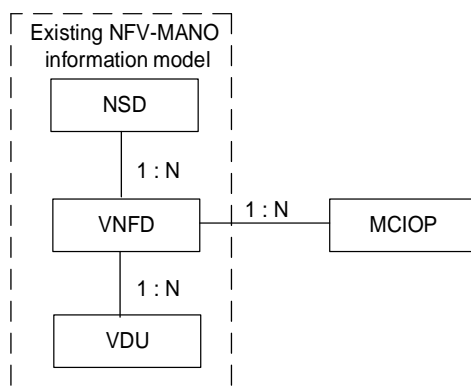 Existing NFV-MANO
information model
NSD
1 : N
VNFD
1 : N
MCIOP
1 : N
VDU